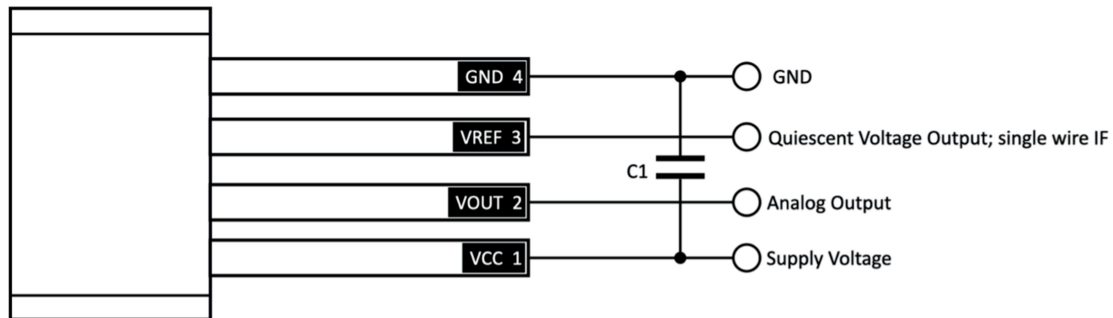 GND 4
GND
VREF 3
Quiescent Voltage Output; single wire IF
C1
VOUT 2
Analog Output
VCC 1
Supply Voltage